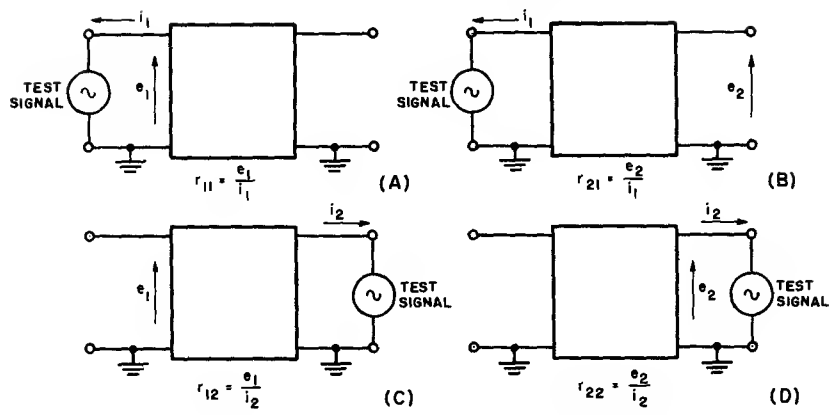 i₁
TEST
SIGNAL
e₁
r₁₁ = e₁/i₁
(A)
i₁
TEST
SIGNAL
e₂
r₂₁ = e₂/i₁
(B)
i₂
e₁
TEST
SIGNAL
r₁₂ = e₁/i₂
(C)
i₂
e₂
TEST
SIGNAL
r₂₂ = e₂/i₂
(D)